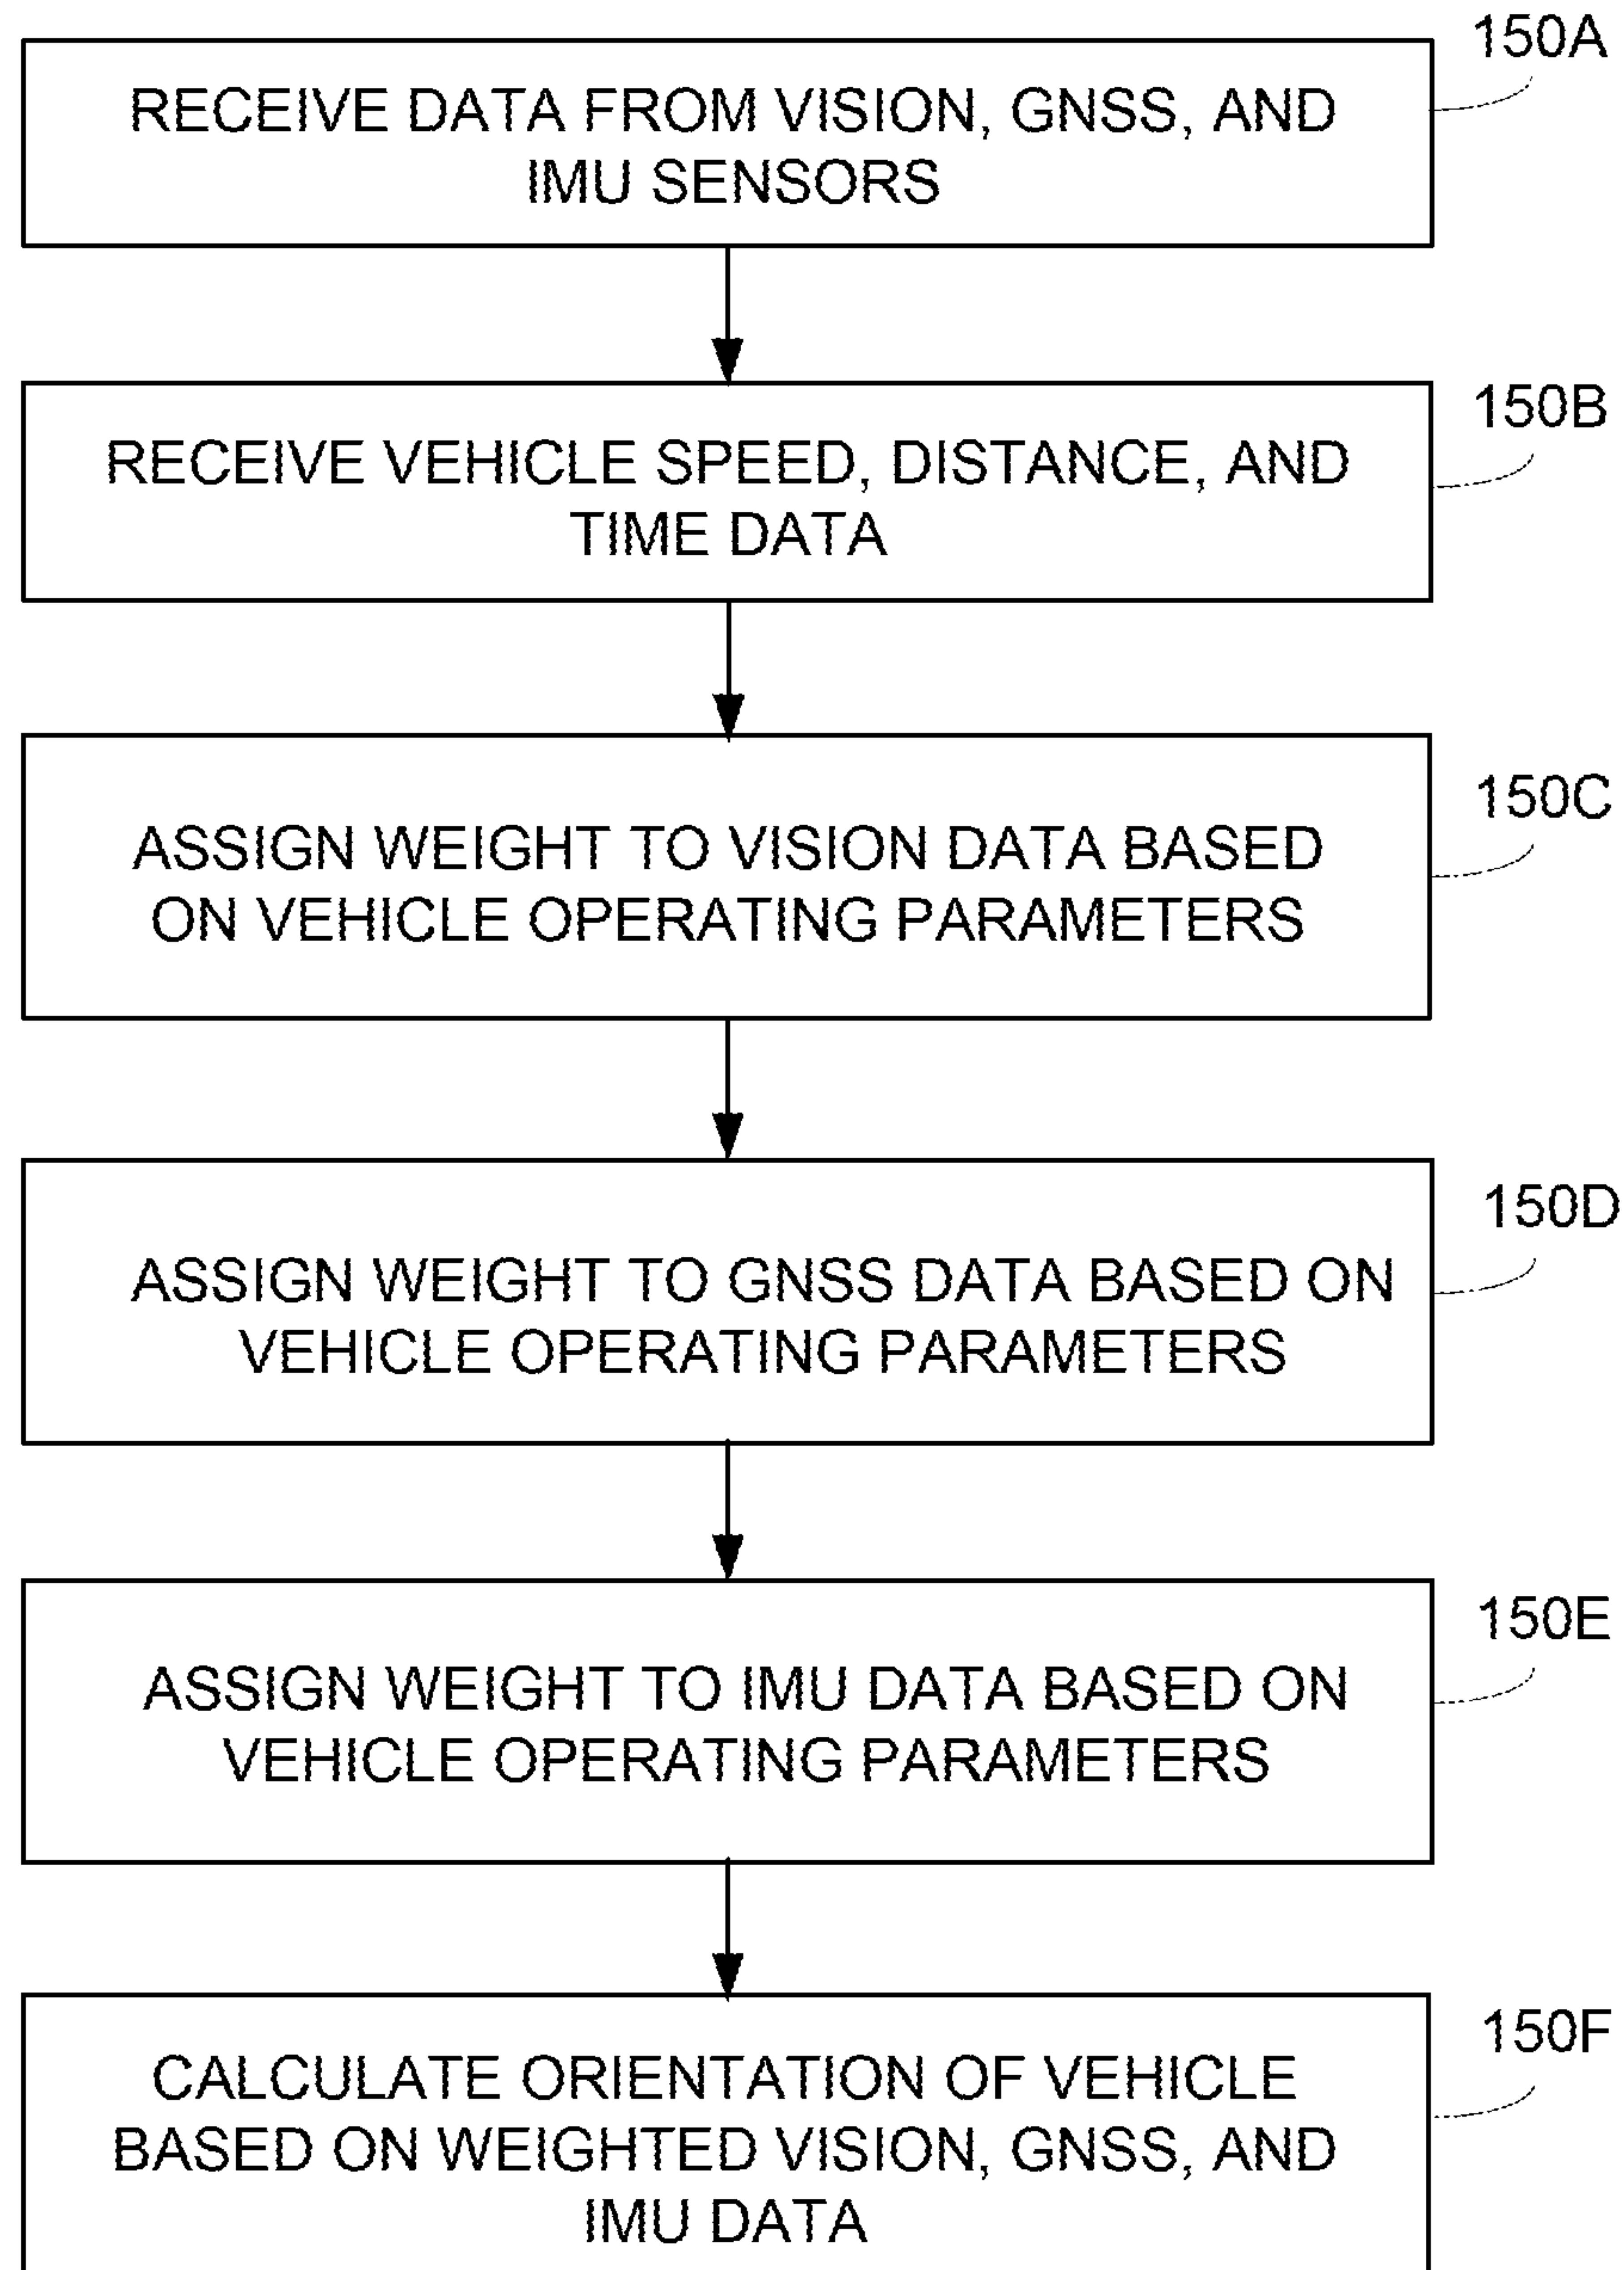 150A
RECEIVE DATA FROM VISION, GNSS, AND
IMU SENSORS
150B
RECEIVE VEHICLE SPEED, DISTANCE, AND
TIME DATA
150C
ASSIGN WEIGHT TO VISION DATA BASED
ON VEHICLE OPERATING PARAMETERS
150D
ASSIGN WEIGHT TO GNSS DATA BASED ON
VEHICLE OPERATING PARAMETERS
150E
ASSIGN WEIGHT TO IMU DATA BASED ON
VEHICLE OPERATING PARAMETERS
150F
CALCULATE ORIENTATION OF VEHICLE
BASED ON WEIGHTED VISION, GNSS, AND
IMU DATA